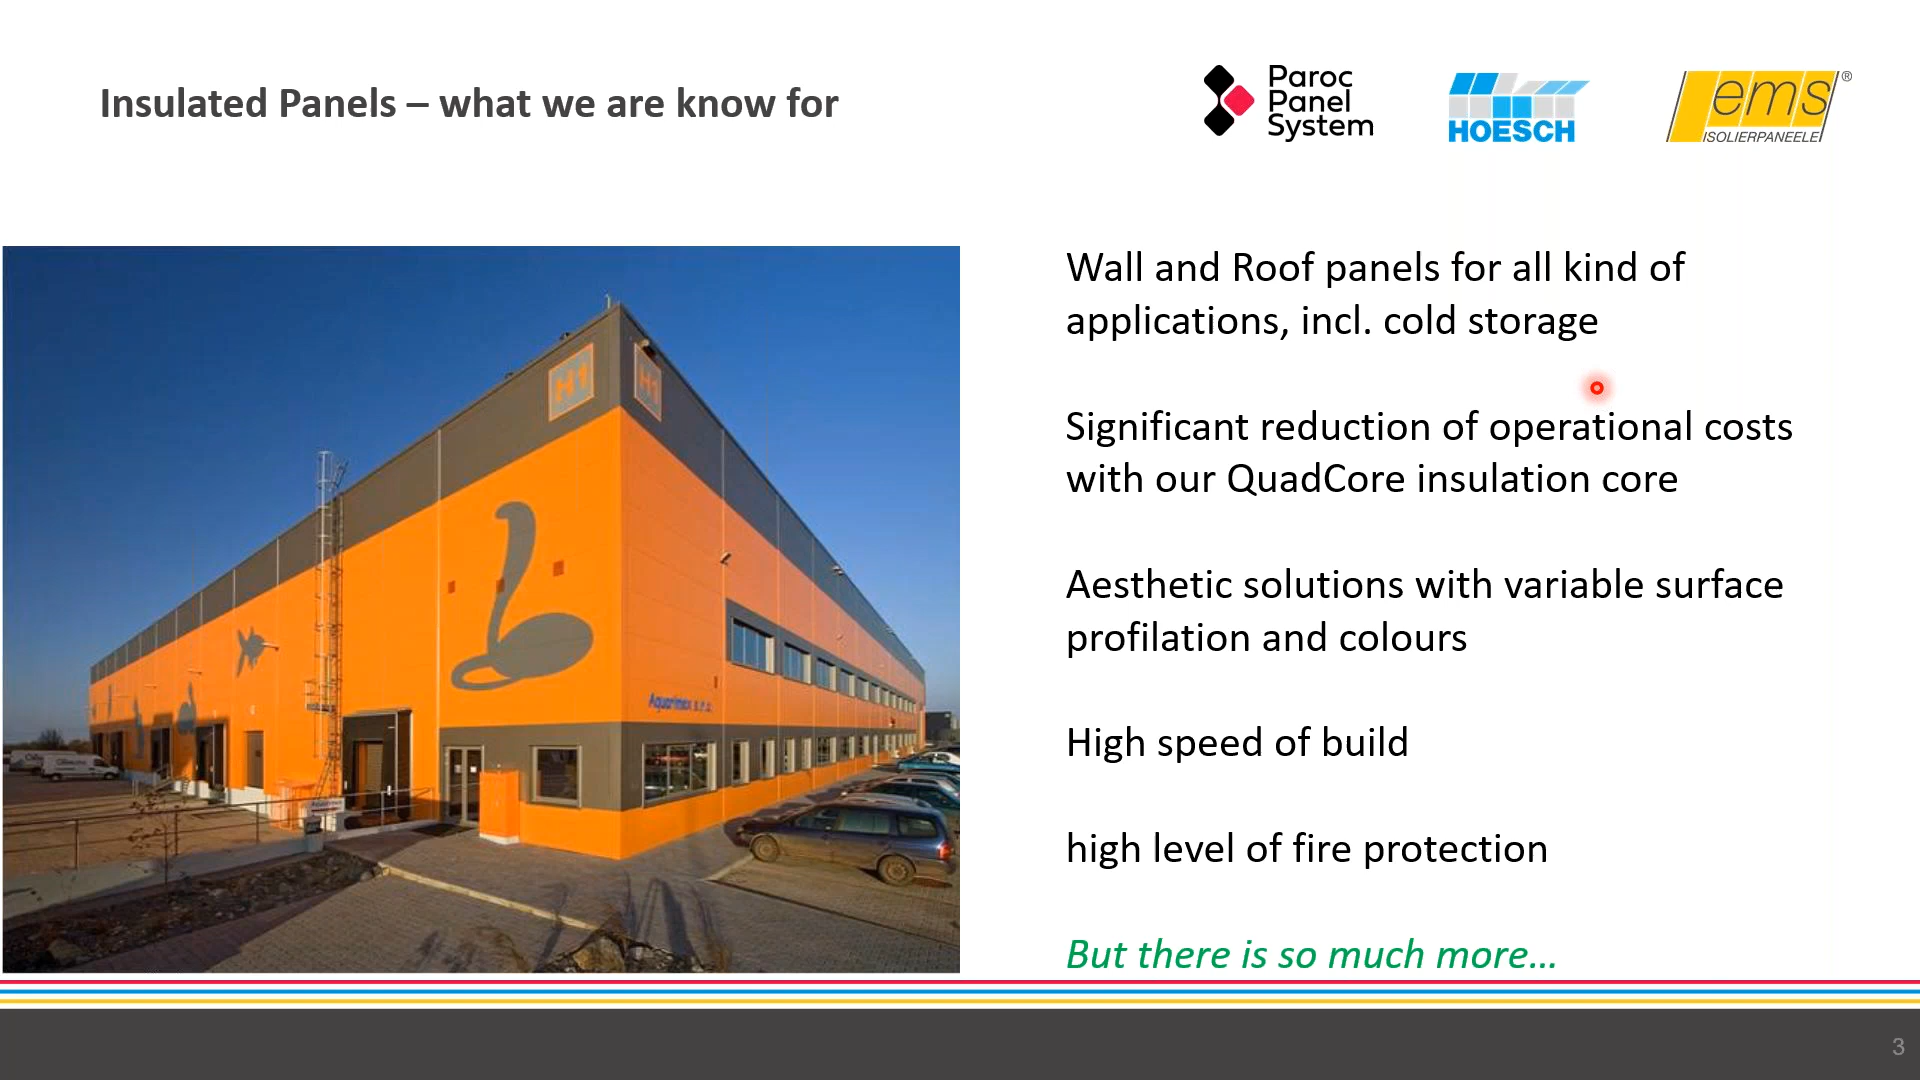 Insulated Panels – what we are know for
Paroc
Panel
System
HOESCH
ems®
ISOLIERPANEELE
Wall and Roof panels for all kind of
applications, incl. cold storage
Significant reduction of operational costs
with our QuadCore insulation core
Aesthetic solutions with variable surface
profilation and colours
High speed of build
high level of fire protection
But there is so much more...
H1
H1
Aquarimax s.r.o.
3